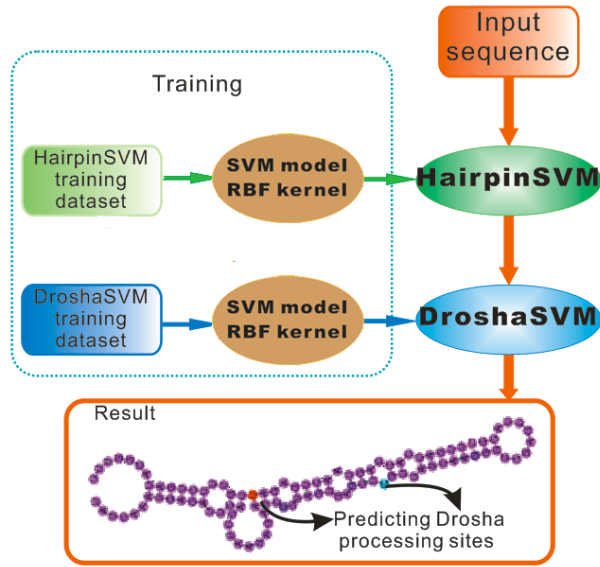 Input
sequence
Training
HairpinSVM
training
dataset
SVM model
RBF kernel
HairpinSVM
DroshaSVM
training
dataset
SVM model
RBF kernel
DroshaSVM
Result
Predicting Drosha
processing sites